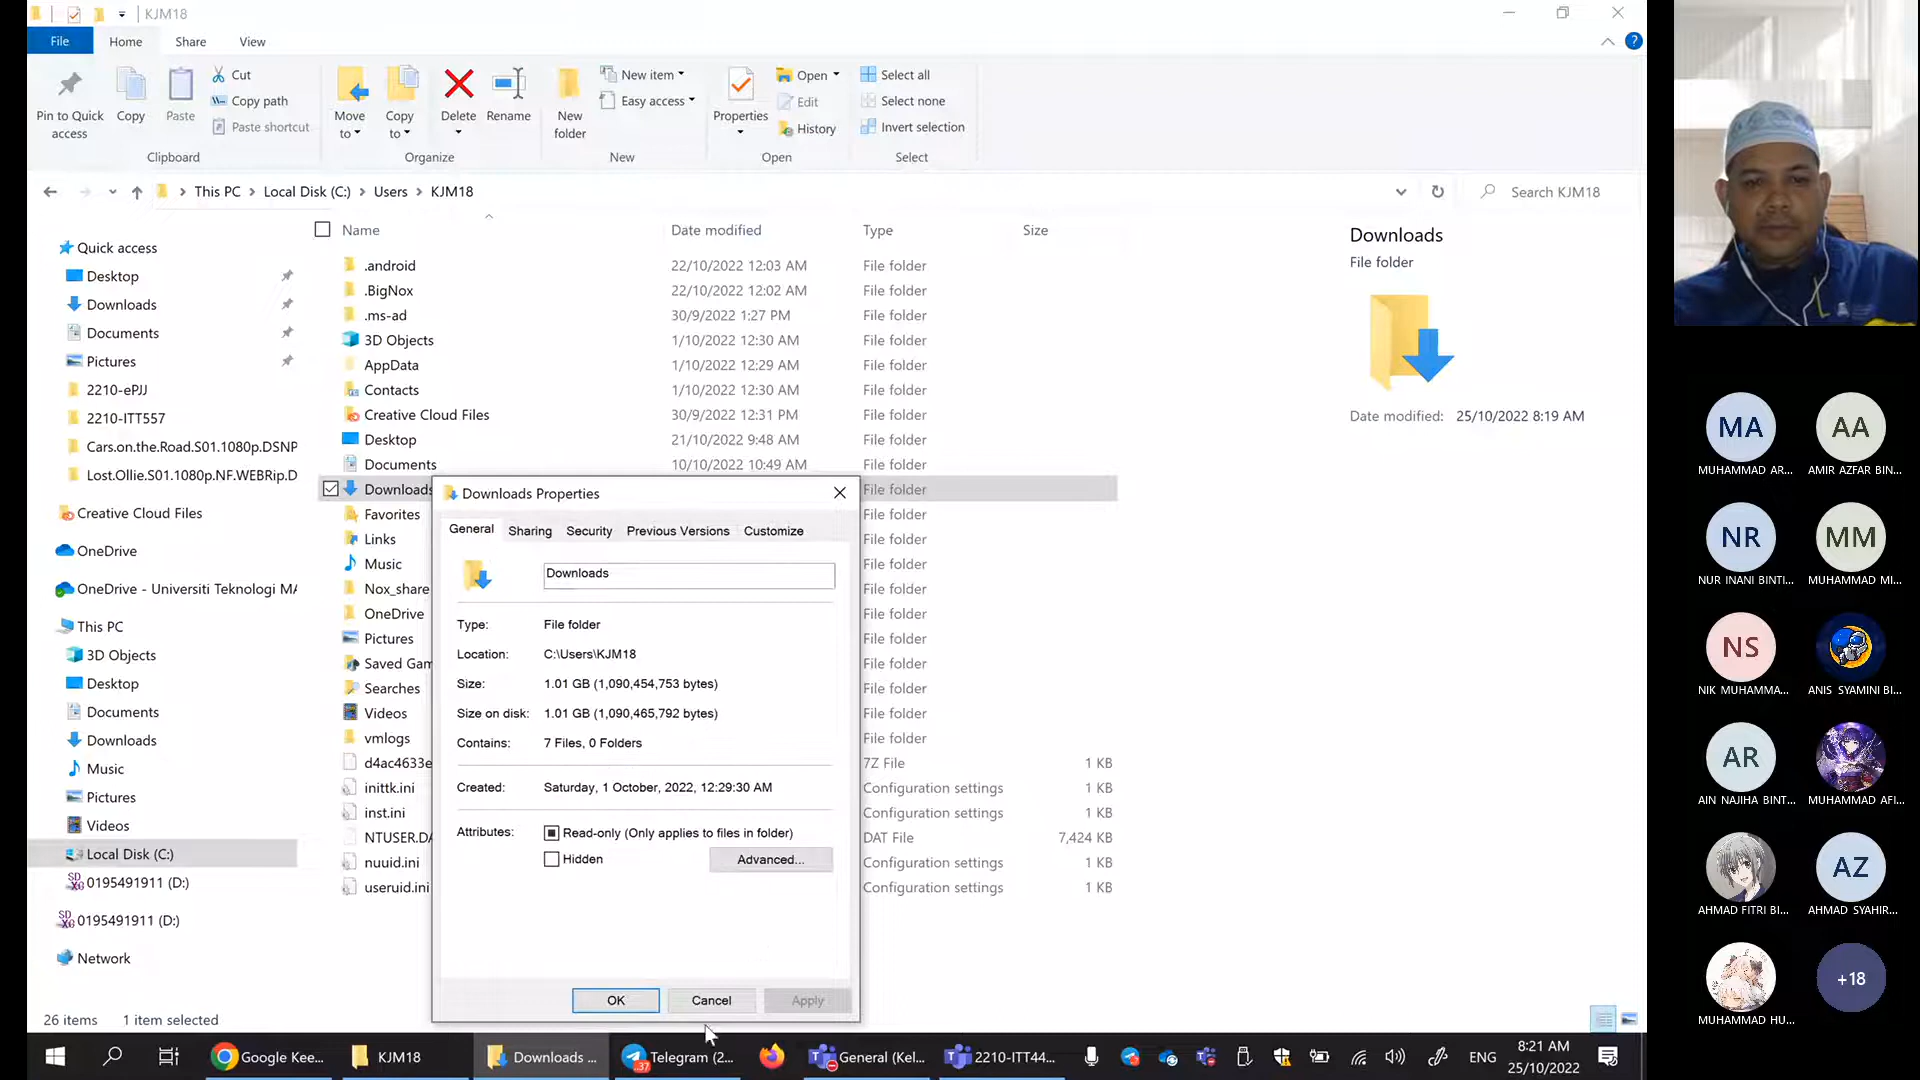 KJM18
File
Home
Share
View
Pin to Quick access
Copy
Paste
Cut
Copy path
Paste shortcut
Clipboard
Move to
Copy to
Delete
Rename
Organize
New folder
New item
Easy access
New
Properties
Open
Edit
History
Open
Select all
Select none
Invert selection
Select
This PC > Local Disk (C:) > Users > KJM18
Search KJM18
Quick access
Desktop
Downloads
Documents
Pictures
2210-ePJJ
2210-ITT557
Cars.on.the.Road.S01.1080p.DSNP
Lost.Ollie.S01.1080p.NF.WEBRip.D
Creative Cloud Files
OneDrive
OneDrive - Universiti Teknologi MA
This PC
3D Objects
Desktop
Documents
Downloads
Music
Pictures
Videos
Local Disk (C:)
0195491911 (D:)
0195491911 (D:)
Network
Name Date modified Type Size
.android 22/10/2022 12:03 AM File folder
.BigNox 22/10/2022 12:02 AM File folder
.ms-ad 30/9/2022 1:27 PM File folder
3D Objects 1/10/2022 12:30 AM File folder
AppData 1/10/2022 12:29 AM File folder
Contacts 1/10/2022 12:30 AM File folder
Creative Cloud Files 30/9/2022 12:31 PM File folder
Desktop 21/10/2022 9:48 AM File folder
Documents 10/10/2022 10:49 AM File folder
Downloads File folder
Favorites File folder
Links File folder
Music File folder
Nox_share File folder
OneDrive File folder
Pictures File folder
Saved Gam File folder
Searches File folder
Videos File folder
vmlogs File folder
d4ac4633e 7Z File 1 KB
inittk.ini Configuration settings 1 KB
inst.ini Configuration settings 1 KB
NTUSER.DA DAT File 7,424 KB
nuuid.ini Configuration settings 1 KB
useruid.ini Configuration settings 1 KB
Downloads Properties
General Sharing Security Previous Versions Customize
Downloads
Type: File folder
Location: C:\Users\KJM18
Size: 1.01 GB (1,090,454,753 bytes)
Size on disk: 1.01 GB (1,090,465,792 bytes)
Contains: 7 Files, 0 Folders
Created: Saturday, 1 October, 2022, 12:29:30 AM
Attributes: Read-only (Only applies to files in folder)
Hidden
Advanced...
OK Cancel Apply
Downloads
File folder
Date modified: 25/10/2022 8:19 AM
26 items 1 item selected
Google Kee...
KJM18
Downloads ...
Telegram (2...
General (Kel...
2210-ITT44...
ENG
8:21 AM
25/10/2022
MA
MUHAMMAD AR...
AA
AMIR AZFAR BIN...
NR
NUR INANI BINTI...
MM
MUHAMMAD MI...
NS
NIK MUHAMMA...
ANIS SYAMINI BI...
AR
AIN NAJIHA BINT...
MUHAMMAD AFI...
AHMAD FITRI BI...
AZ
AHMAD SYAHIR...
MUHAMMAD HU...
+18